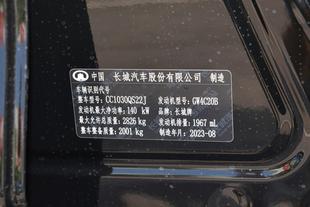 中国 长城汽车股份有限公司 制造
车辆识别代号
整车型号:CC1030QS22J 发动机型号:GW4C20B
发动机最大净功率:140 kW 品牌:长城牌
最大允许总质量:2826 kg 发动机排量:1967 mL
整车整备质量:2001 kg 制造年月:2023-08